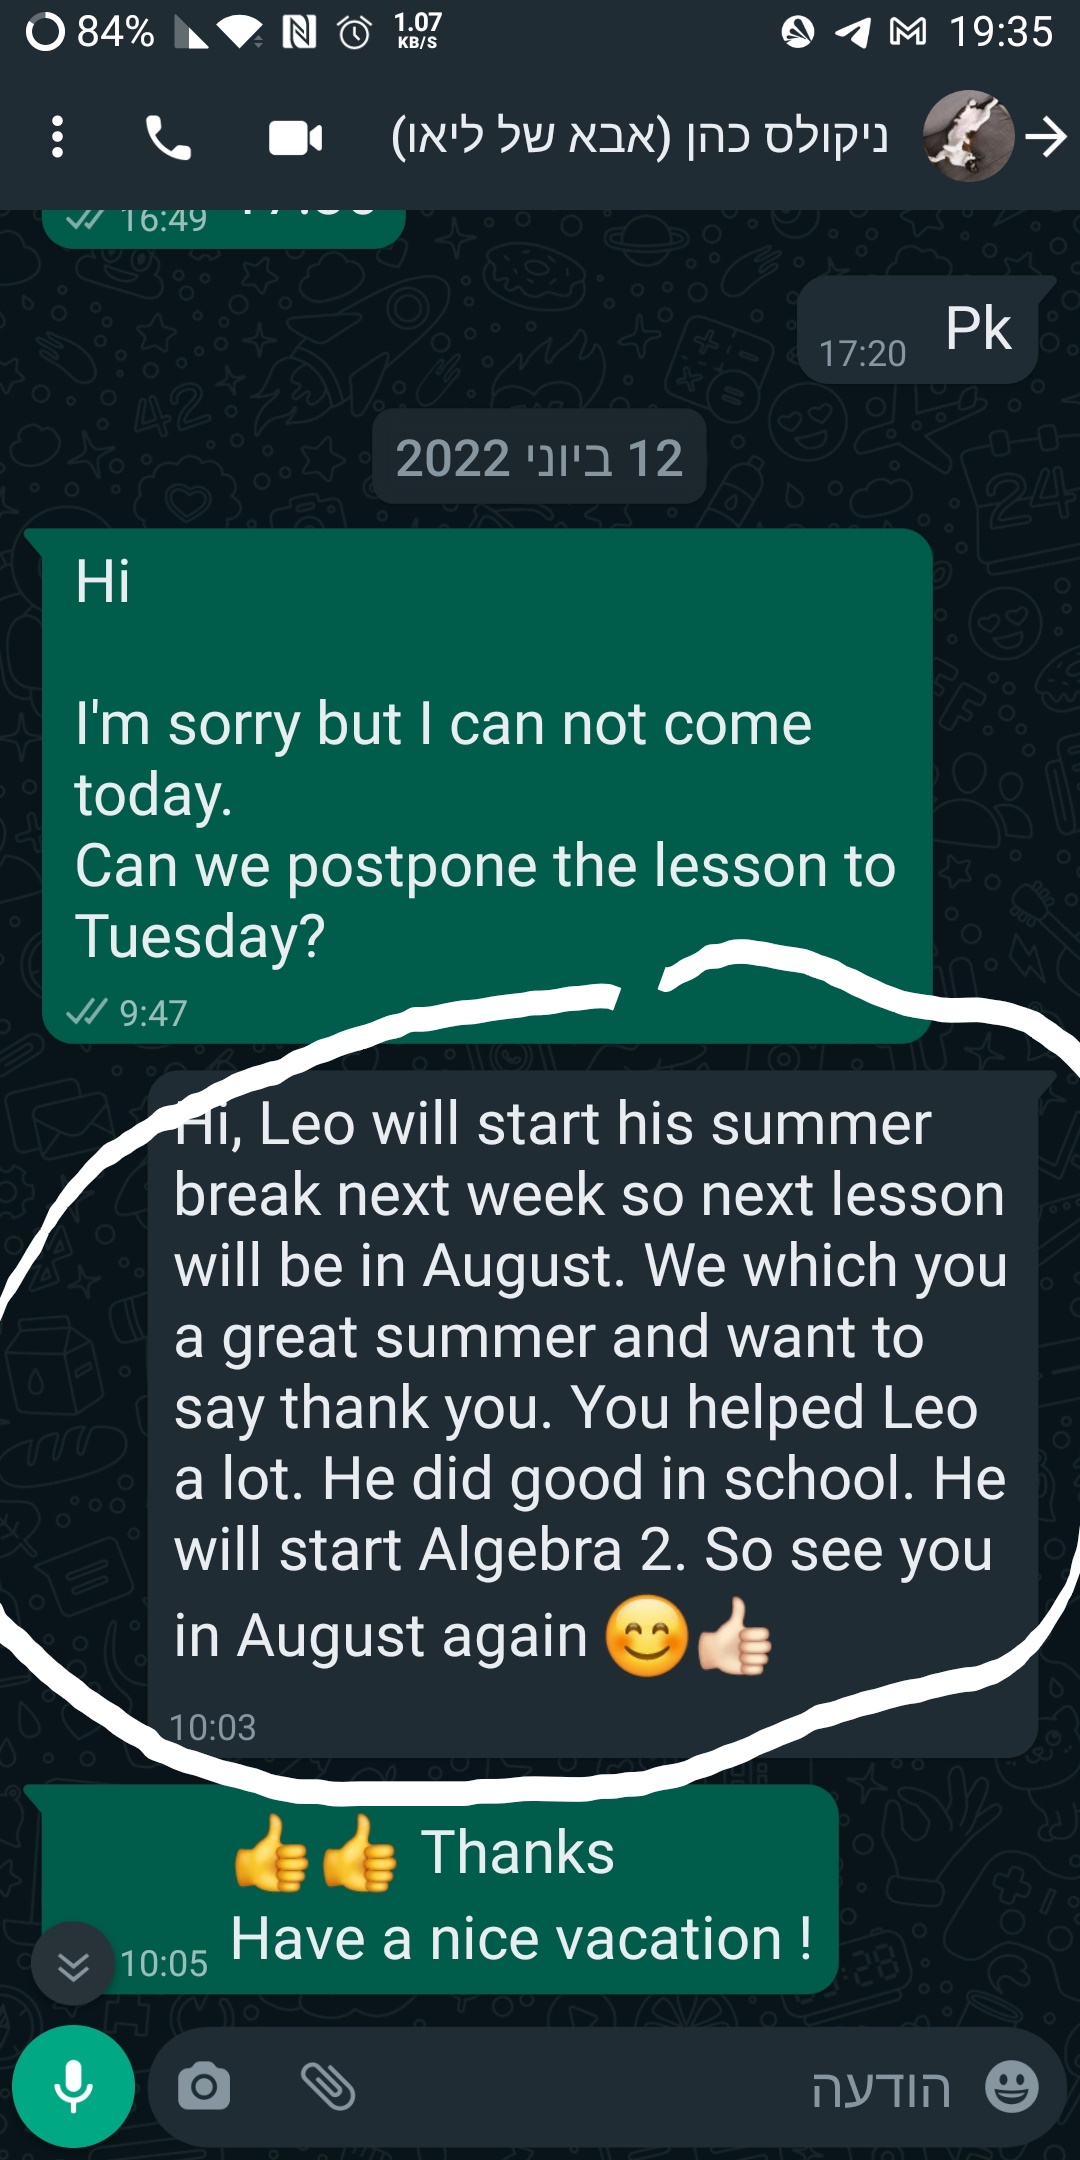 84% 1.07 KB/S 19:35
ניקולס כהן (אבא של ליאו)
16:49
Pk
17:20
12 ביוני 2022
Hi
I'm sorry but I can not come
today.
Can we postpone the lesson to
Tuesday?
9:47
Hi, Leo will start his summer
break next week so next lesson
will be in August. We which you
a great summer and want to
say thank you. You helped Leo
a lot. He did good in school. He
will start Algebra 2. So see you
in August again 😊👍🏻
10:03
👍👍 Thanks
Have a nice vacation !
10:05
הודעה